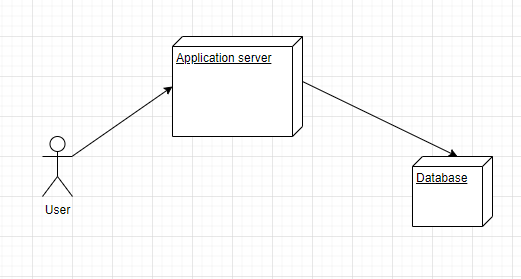 Application server
Database
User